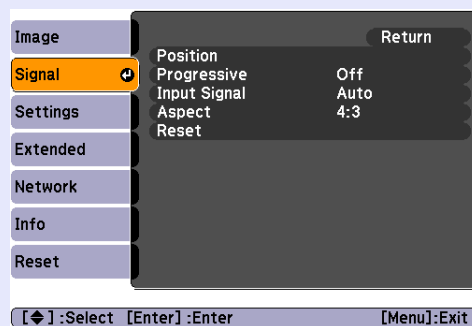 Image
Signal
Settings
Extended
Network
Info
Reset
Return
Position
Progressive Off
Input Signal Auto
Aspect 4:3
Reset
[◆] :Select [Enter] :Enter [Menu]:Exit